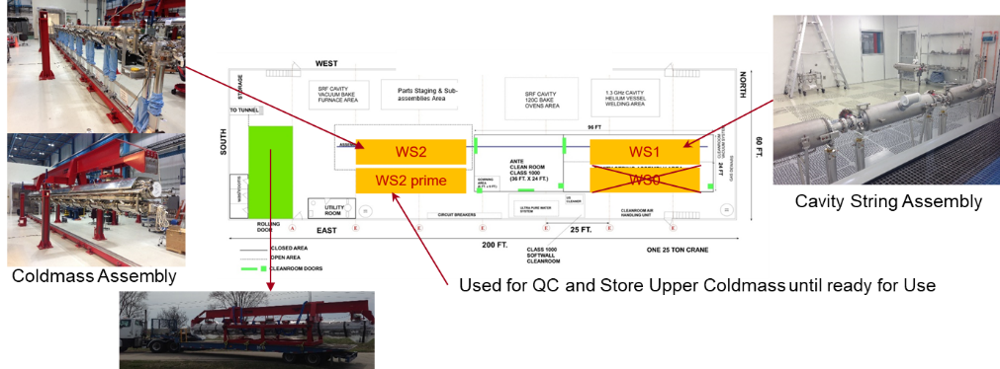 WEST
STORAGE
SRF CAVITY
VACUUM BAKE
FURNACE AREA
Parts Staging & Sub-
assemblies Area
SRF CAVITY
120C BAKE
OVENS AREA
1.3 GHz CAVITY
HELIUM VESSEL
WELDING AREA
NORTH
TO TUNNEL
96 FT
SOUTH
WS2
WS1
60 FT.
24 FT
ANTE
CLEAN ROOM
CLASS 1000
(36 FT. X 24 FT.)
WS2 prime
WS0
Cavity String Assembly
UTILITY
ROOM
ULTRA PURE WATER
SYSTEM
CIRCUIT BREAKERS
CLEANROOM AIR
HANDLING UNIT
ROLLING
DOOR
A
E
E
E
E
E
E
EAST
25 FT.
200 FT.
CLASS 1000
SOFTWALL
CLEANROOM
ONE 25 TON CRANE
CLOSED AREA
OPEN AREA
CLEANROOM DOORS
Coldmass Assembly
Used for QC and Store Upper Coldmass until ready for Use